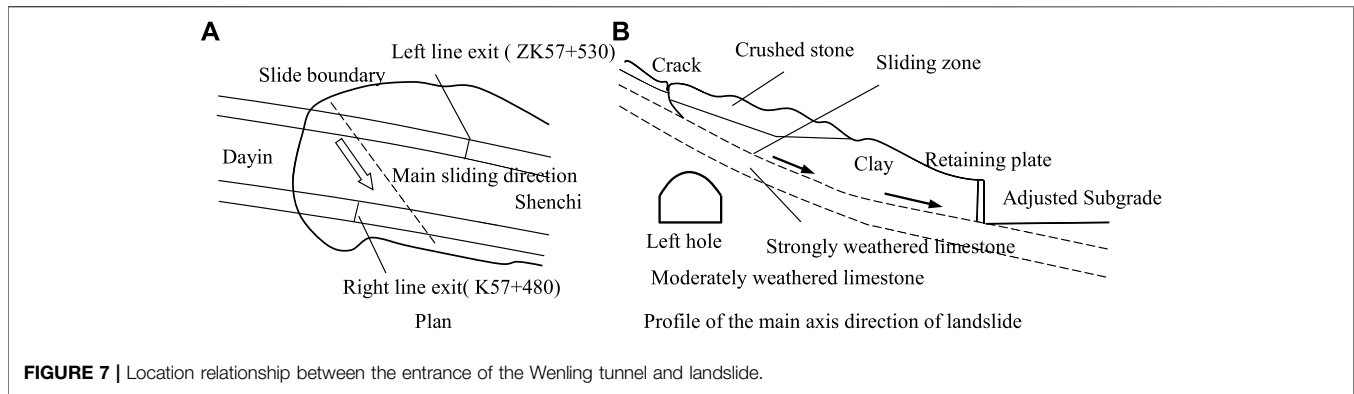 A
Left line exit ( ZK57+530)
Slide boundary
Dayin
Main sliding direction
Shenchi
Right line exit( K57+480)
Plan
B
Crushed stone
Crack
Sliding zone
Clay
Retaining plate
Adjusted Subgrade
Left hole
Strongly weathered limestone
Moderately weathered limestone
Profile of the main axis direction of landslide
FIGURE 7 | Location relationship between the entrance of the Wenling tunnel and landslide.